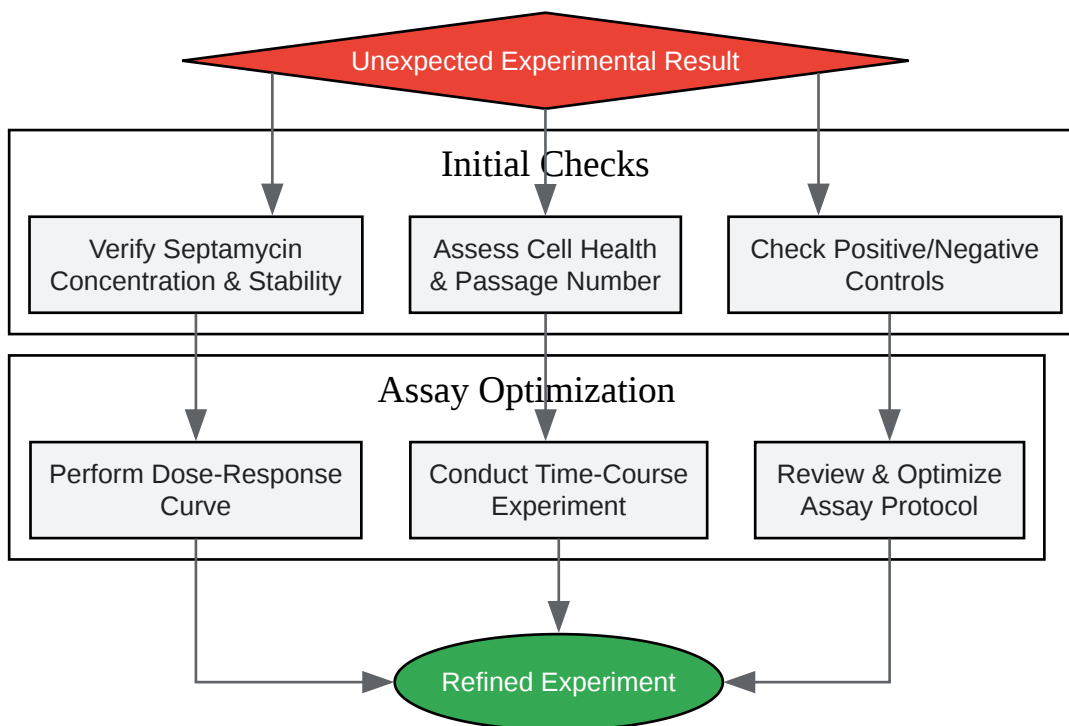 Unexpected Experimental Result
Initial Checks
Verify Septamycin
Concentration & Stability
Assess Cell Health
& Passage Number
Check Positive/Negative
Controls
Assay Optimization
Perform Dose-Response
Curve
Conduct Time-Course
Experiment
Review & Optimize
Assay Protocol
Refined Experiment